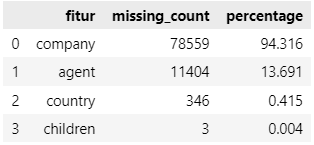 fitur missing_count percentage
0 company 78559 94.316
1 agent 11404 13.691
2 country 346 0.415
3 children 3 0.004